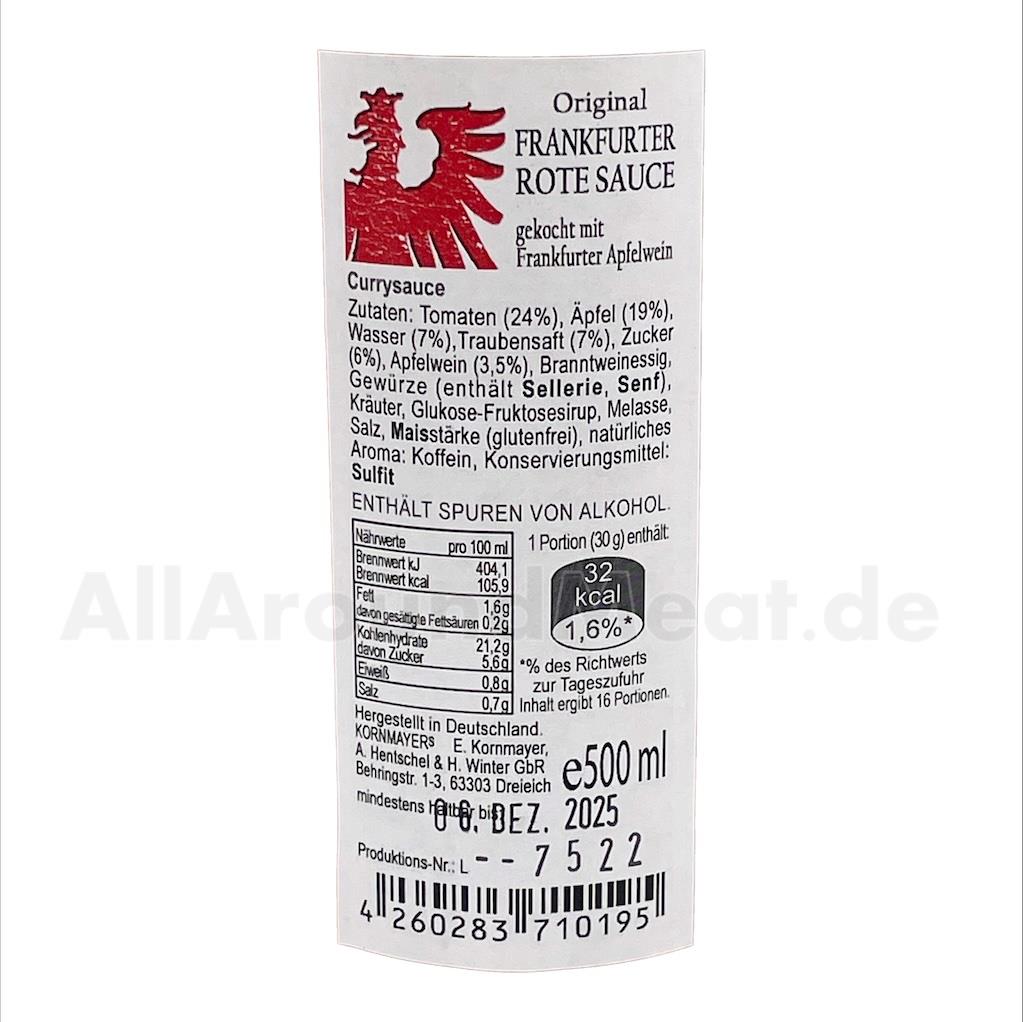 Original
FRANKFURTER
ROTE SAUCE
gekocht mit
Frankfurter Apfelwein
Currysauce
Zutaten: Tomaten (24%), Äpfel (19%),
Wasser (7%),Traubensaft (7%), Zucker
(6%), Apfelwein (3,5%), Branntweinessig,
Gewürze (enthält Sellerie, Senf),
Kräuter, Glukose-Fruktosesirup, Melasse,
Salz, Maisstärke (glutenfrei), natürliches
Aroma: Koffein, Konservierungsmittel:
Sulfit
ENTHÄLT SPUREN VON ALKOHOL.
Nährwerte pro 100 ml
Brennwert kJ 404,1
Brennwert kcal 105,9
Fett 1,6g
davon gesättigte Fettsäuren 0,2g
Kohlenhydrate 21,2g
davon Zucker 5,6g
Eiweiß 0,8g
Salz 0,7g
1 Portion (30 g) enthält:
32
kcal
1,6%*
*% des Richtwerts
zur Tageszufuhr
Inhalt ergibt 16 Portionen.
Hergestellt in Deutschland.
KORNMAYERs E. Kornmayer,
A. Hentschel & H. Winter GbR
Behringstr. 1-3, 63303 Dreieich
e500 ml
mindestens haltbar bis:
06. DEZ. 2025
Produktions-Nr.: L -- 7522
4 260283 710195
AllAroundMeat.de